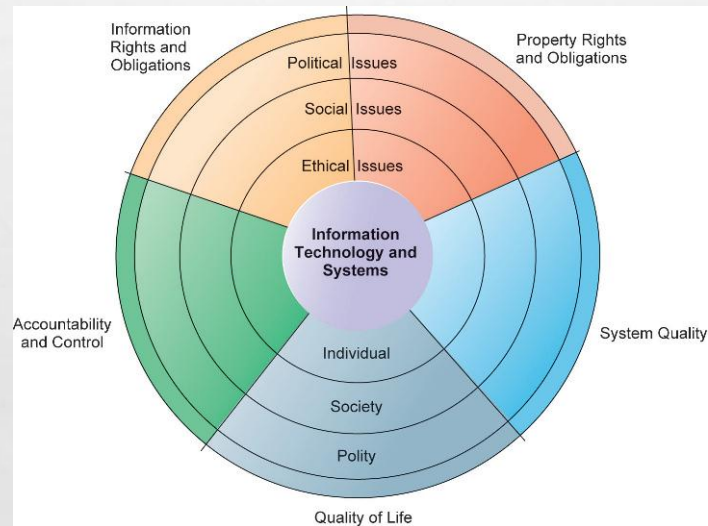 Information
Rights and
Obligations
Property Rights
and Obligations
Political Issues
Social Issues
Ethical Issues
Information
Technology and
Systems
Accountability
and Control
System Quality
Individual
Society
Polity
Quality of Life